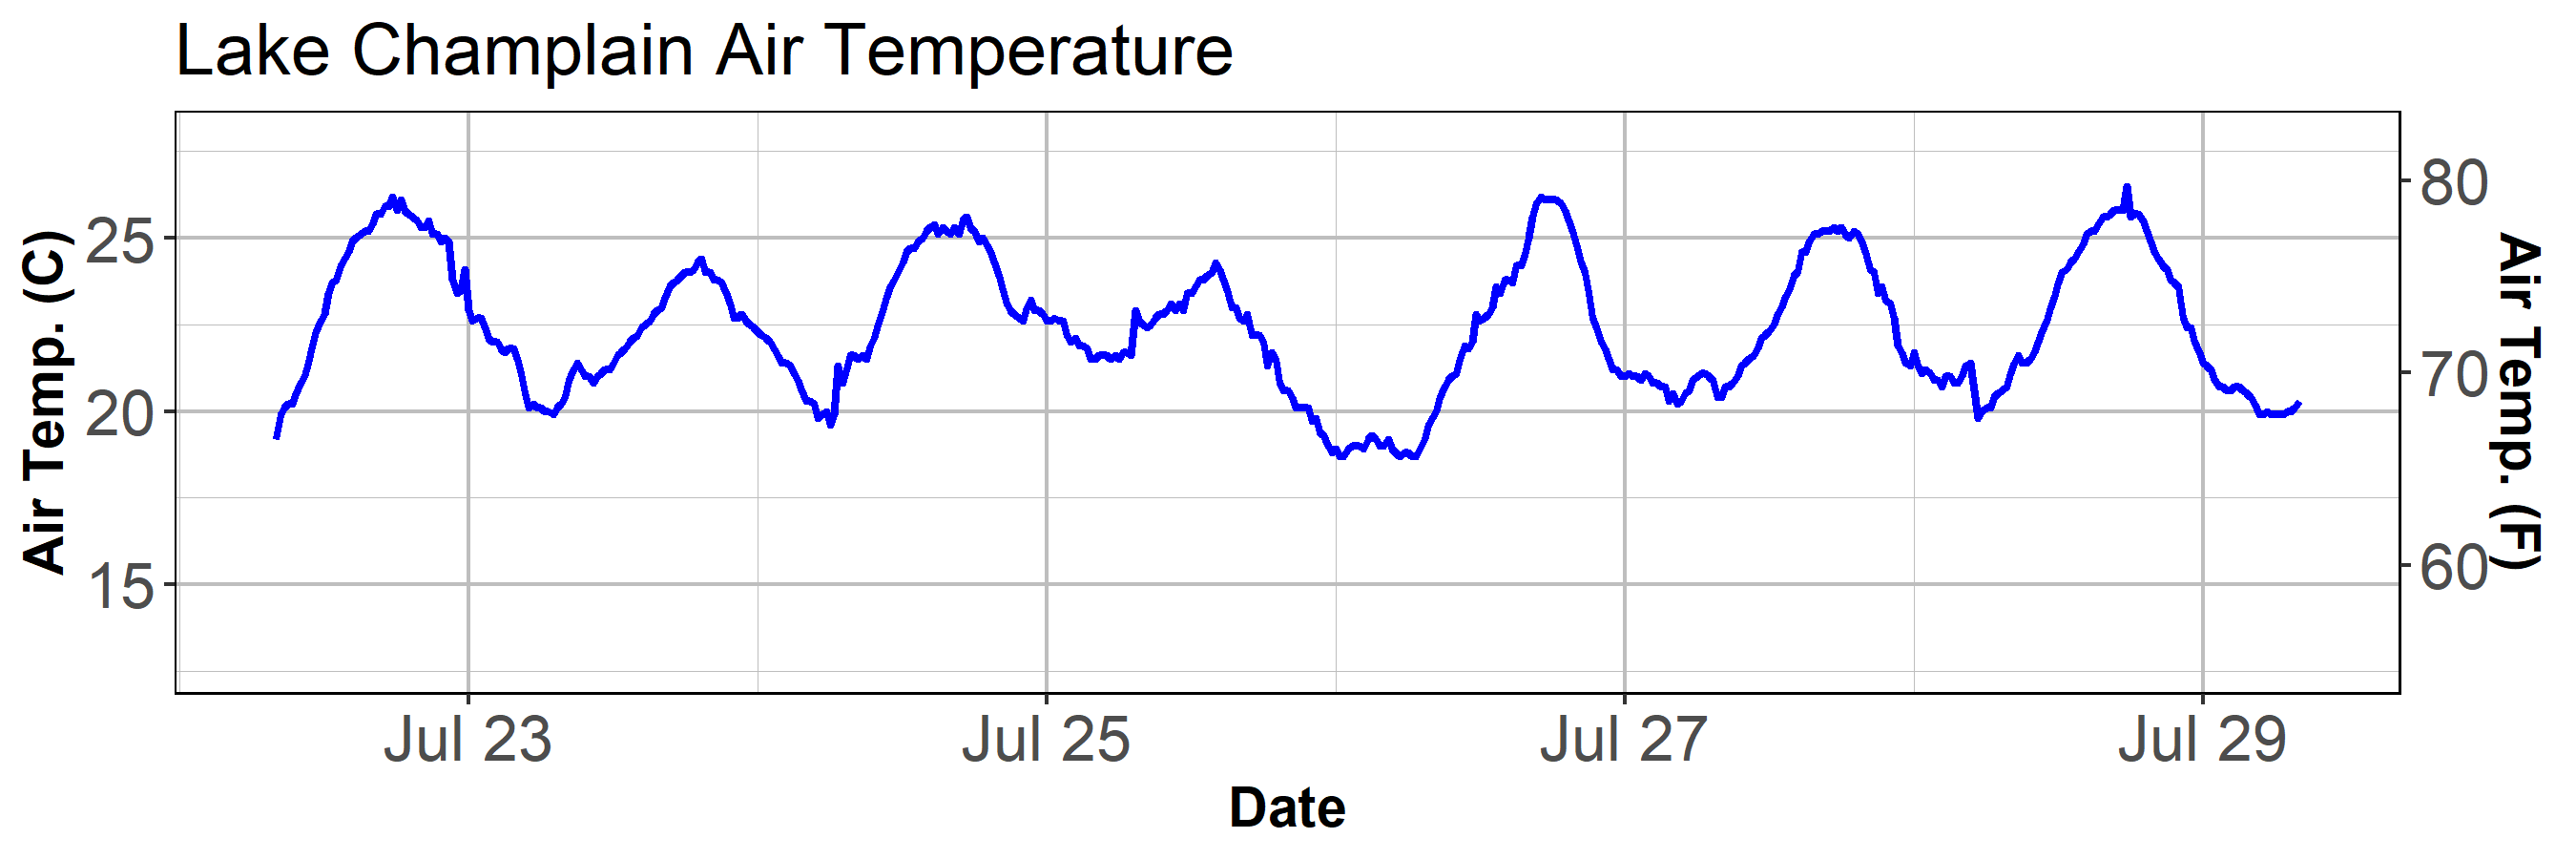 Lake Champlain Air Temperature
Air Temp. (C)
25
20
15
80
70
60
Air Temp. (F)
Jul 23
Jul 25
Jul 27
Jul 29
Date